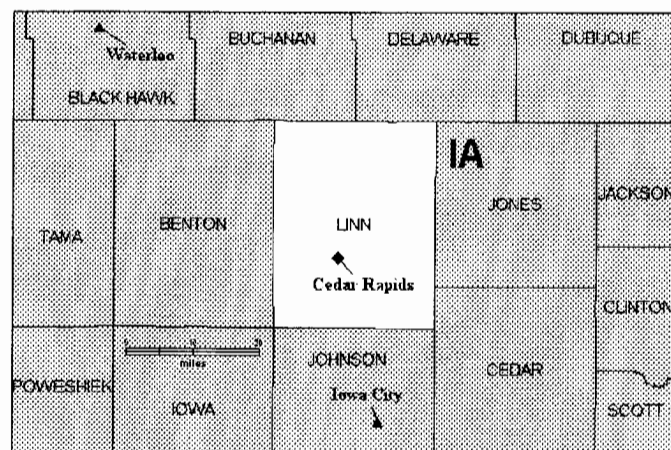 BUCHANAN
DELAWARE
DUBUQUE
Waterloo
BLACK HAWK
IA
TAMA
BENTON
LINN
JONES
JACKSON
Cedar Rapids
CLINTON
miles
POWESHIEK
IOWA
JOHNSON
Iowa City
CEDAR
SCOTT